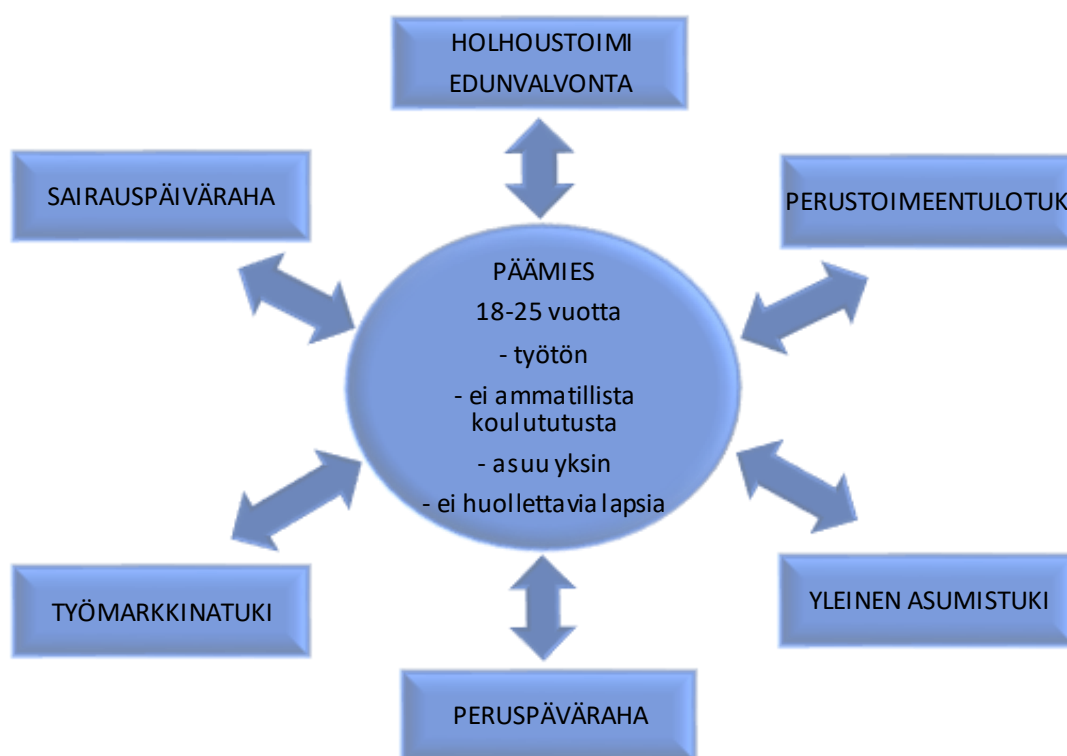 HOLHOUSTOIMI
EDUNVALVONTA
SAIRAUSPÄIVÄRAHA
PERUSTOIMEENTULOTUK
PÄÄMIES
18-25 vuotta
- työtön
- ei ammatillista
koulututusta
- asuu yksin
- ei huollettavia lapsia
TYÖMARKKINATUKI
YLEINEN ASUMISTUKI
PERUSPÄVÄRAHA